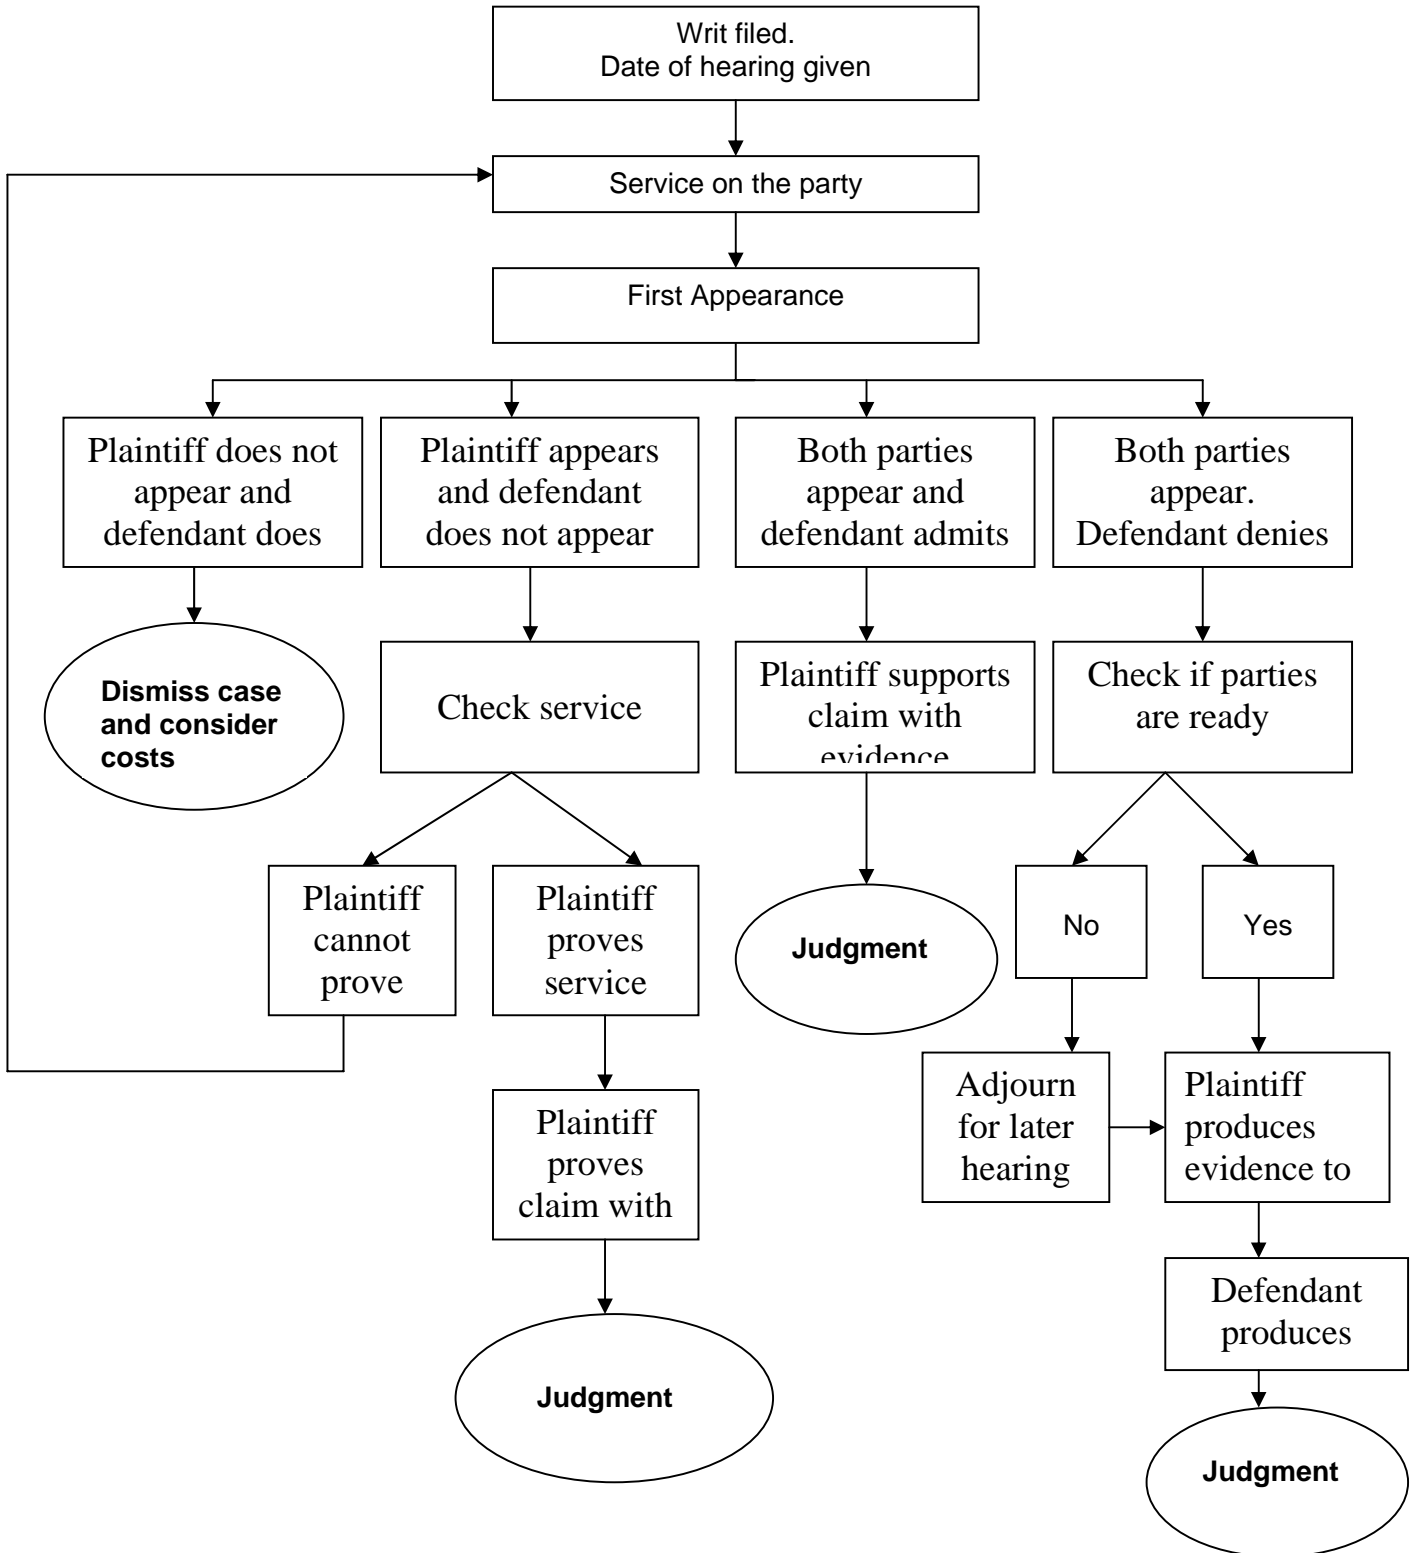 Writ filed.
Date of hearing given
Service on the party
First Appearance
Plaintiff does not
appear and
defendant does
Plaintiff appears
and defendant
does not appear
Both parties
appear and
defendant admits
Both parties
appear.
Defendant denies
Dismiss case
and consider
costs
Check service
Plaintiff supports
claim with
evidence
Check if parties
are ready
Plaintiff
cannot
prove
Plaintiff
proves
service
Judgment
No
Yes
Plaintiff
proves
claim with
Adjourn
for later
hearing
Plaintiff
produces
evidence to
Defendant
produces
Judgment
Judgment